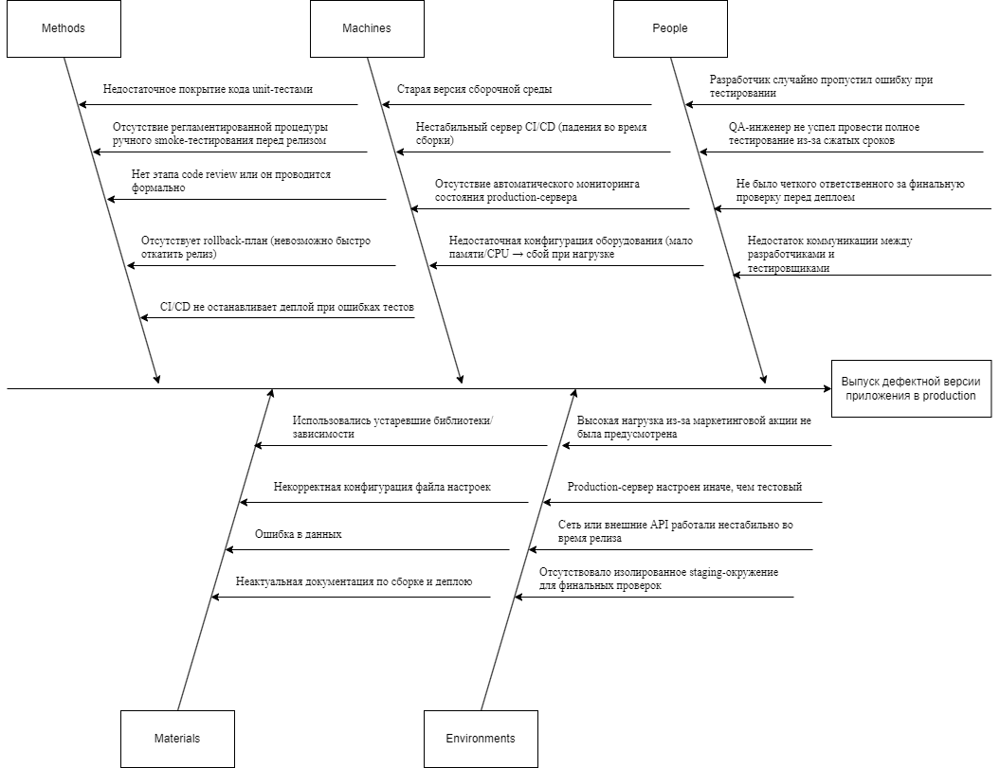 Methods
Machines
People
Недостаточное покрытие кода unit-тестами
Отсутствие регламентированной процедуры
ручного smoke-тестирования перед релизом
Нет этапа code review или он проводится
формально
Отсутствует rollback-план (невозможно быстро
откатить релиз)
CI/CD не останавливает деплой при ошибках тестов
Старая версия сборочной среды
Нестабильный сервер CI/CD (падения во время
сборки)
Отсутствие автоматического мониторинга
состояния production-сервера
Недостаточная конфигурация оборудования (мало
памяти/CPU → сбой при нагрузке
Разработчик случайно пропустил ошибку при
тестировании
QA-инженер не успел провести полное
тестирование из-за сжатых сроков
Не было четкого ответственного за финальную
проверку перед деплоем
Недостаток коммуникации между
разработчиками и
тестировщиками
Выпуск дефектной версии
приложения в production
Использовались устаревшие библиотеки/
зависимости
Некорректная конфигурация файла настроек
Ошибка в данных
Неактуальная документация по сборке и деплою
Высокая нагрузка из-за маркетинговой акции не
была предусмотрена
Production-сервер настроен иначе, чем тестовый
Сеть или внешние API работали нестабильно во
время релиза
Отсутствовало изолированное staging-окружение
для финальных проверок
Materials
Environments